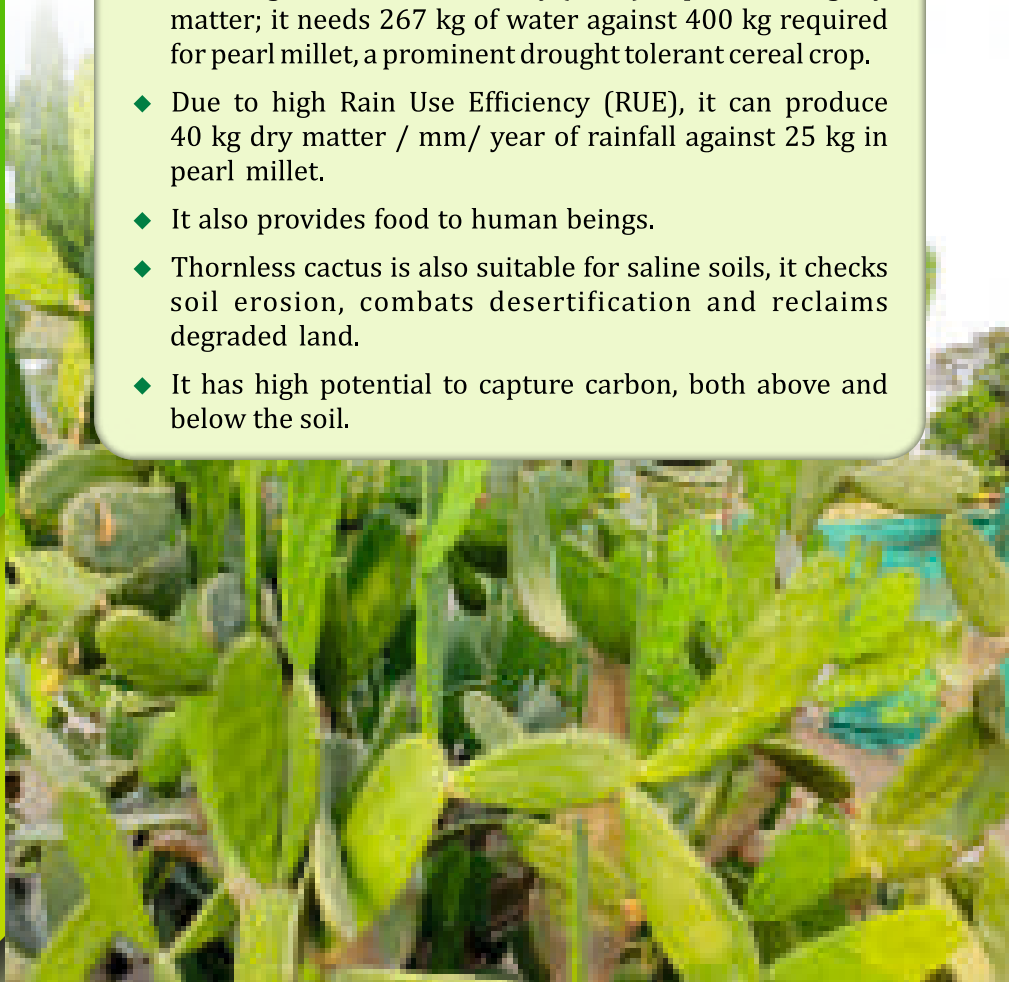 matter; it needs 267 kg of water against 400 kg required
for pearl millet, a prominent drought tolerant cereal crop.
◆ Due to high Rain Use Efficiency (RUE), it can produce
40 kg dry matter / mm/ year of rainfall against 25 kg in
pearl millet.
◆ It also provides food to human beings.
◆ Thornless cactus is also suitable for saline soils, it checks
soil erosion, combats desertification and reclaims
degraded land.
◆ It has high potential to capture carbon, both above and
below the soil.